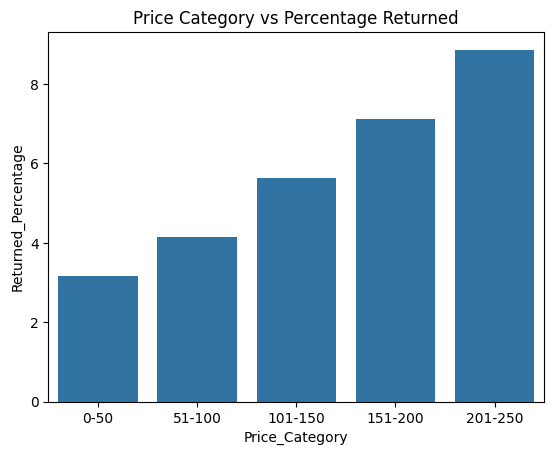 Price Category vs Percentage Returned
Returned_Percentage
8
6
4
2
0
0-50 51-100 101-150 151-200 201-250
Price_Category